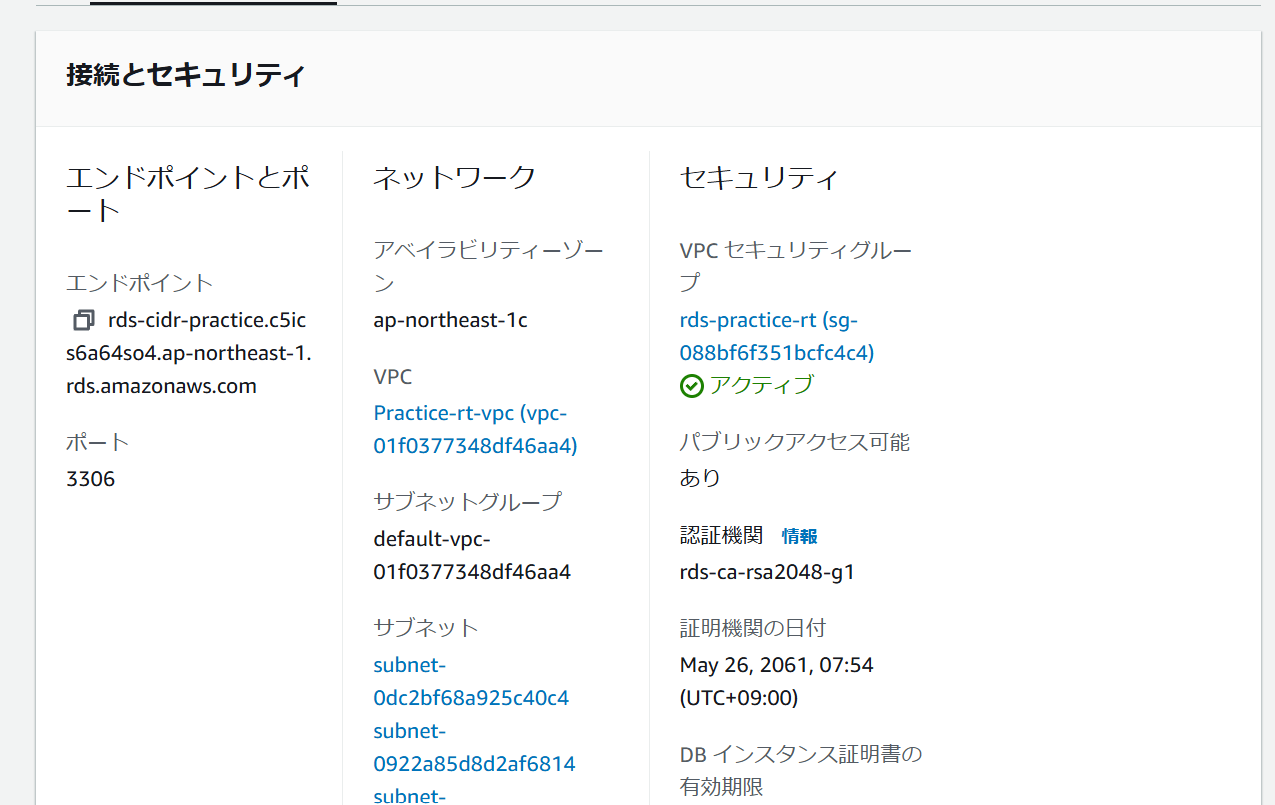 接続とセキュリティ
エンドポイントとポ
ート
エンドポイント
rds-cidr-practice.c5ic
s6a64so4.ap-northeast-1.
rds.amazonaws.com
ポート
3306
ネットワーク
アベイラビリティーゾー
ン
ap-northeast-1c
VPC
Practice-rt-vpc (vpc-
01f0377348df46aa4)
サブネットグループ
default-vpc-
01f0377348df46aa4
サブネット
subnet-
0dc2bf68a925c40c4
subnet-
0922a85d8d2af6814
subnet-
セキュリティ
VPC セキュリティグルー
プ
rds-practice-rt (sg-
088bf6f351bcfc4c4)
アクティブ
パブリックアクセス可能
あり
認証機関 情報
rds-ca-rsa2048-g1
証明機関の日付
May 26, 2061, 07:54
(UTC+09:00)
DB インスタンス証明書の
有効期限